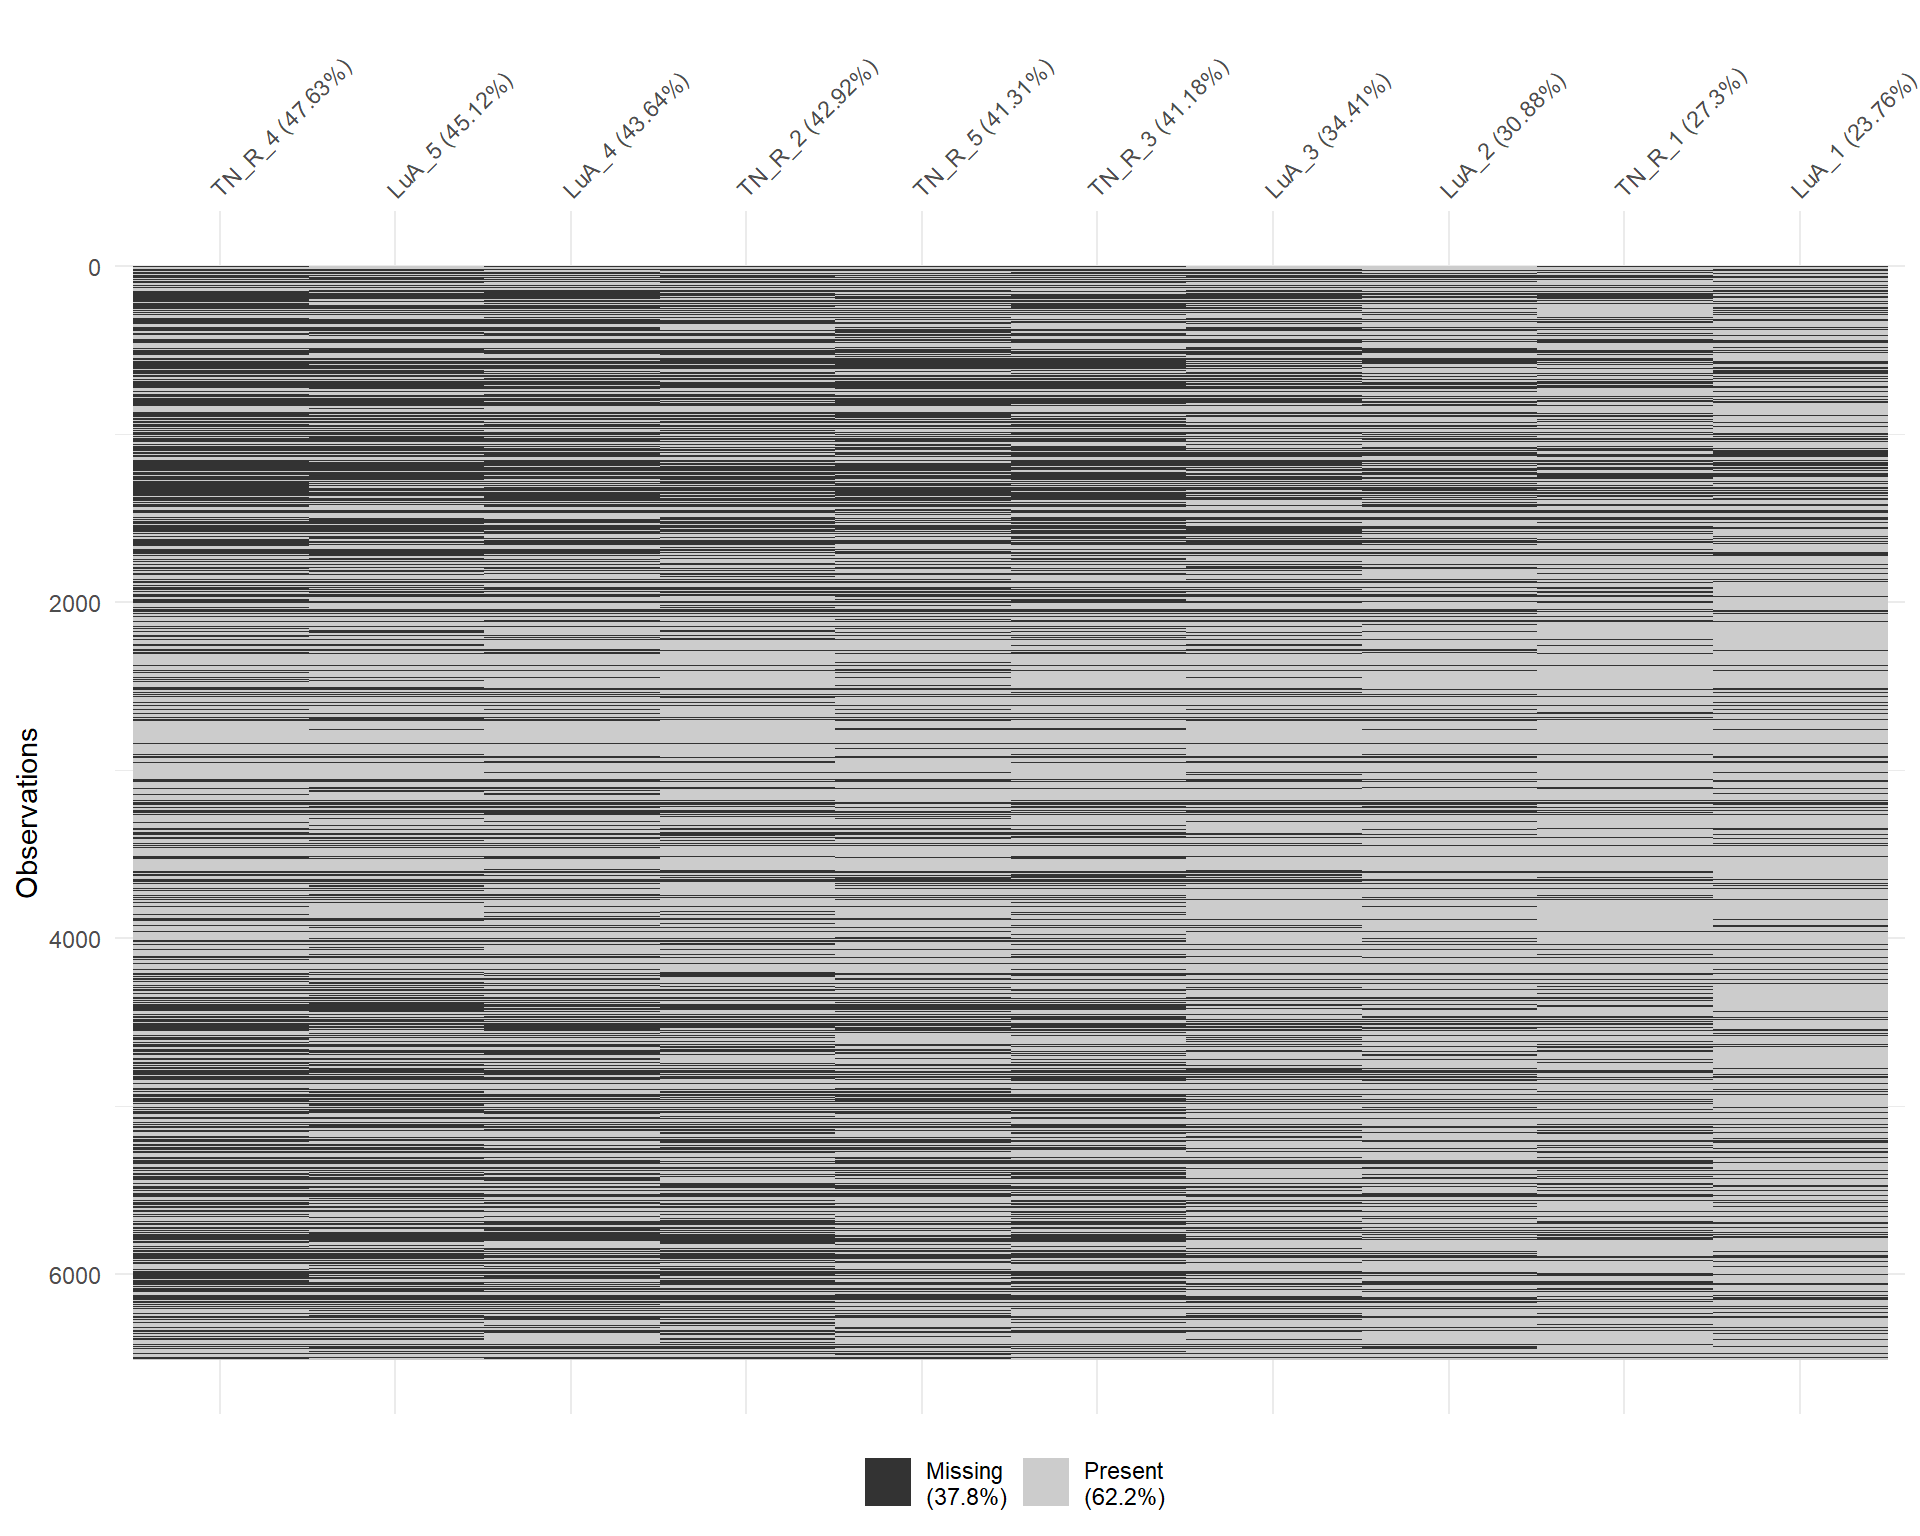 TN_R_4 (47.63%)
LuA_5 (45.12%)
LuA_4 (43.64%)
TN_R_2 (42.92%)
TN_R_5 (41.31%)
TN_R_3 (41.18%)
LuA_3 (34.41%)
LuA_2 (30.88%)
TN_R_1 (27.3%)
LuA_1 (23.76%)
0
2000
4000
6000
Observations
Missing
(37.8%)
Present
(62.2%)